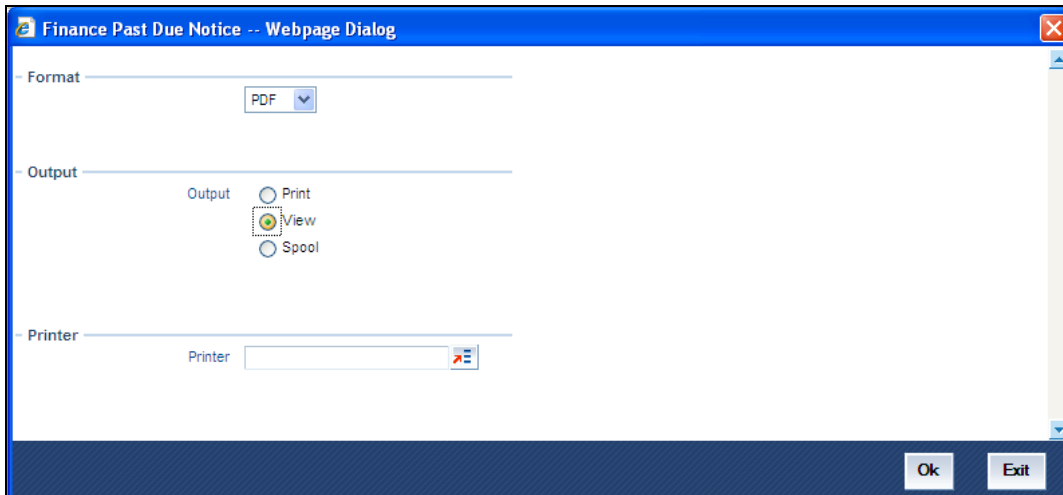 Finance Past Due Notice -- Webpage Dialog
Format
PDF
Output
Output Print
View
Spool
Printer
Printer
Ok Exit